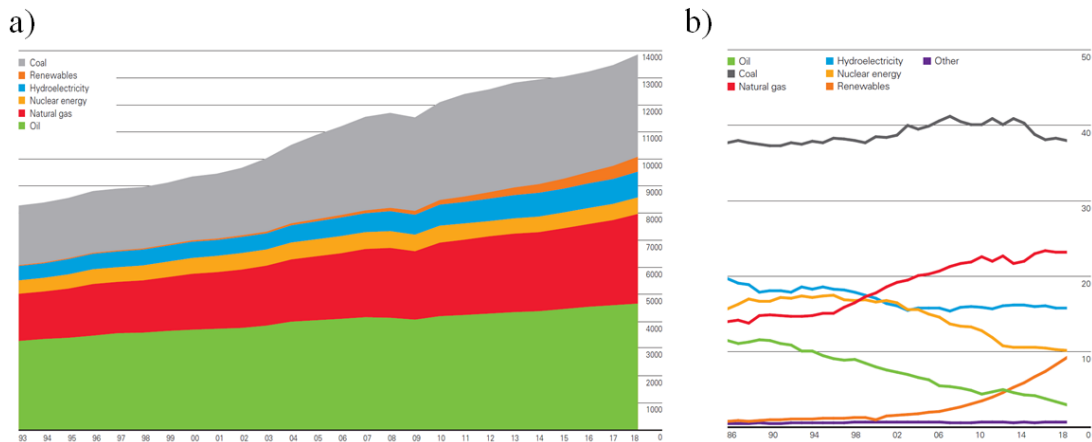 a)
Coal
Renewables
Hydroelectricity
Nuclear energy
Natural gas
Oil
14000
13000
12000
11000
10000
9000
8000
7000
6000
5000
4000
3000
2000
1000
0
93 94 95 96 97 98 99 00 01 02 03 04 05 06 07 08 09 10 11 12 13 14 15 16 17 18
b)
Oil Hydroelectricity Other
Coal Nuclear energy
Natural gas Renewables
50
40
30
20
10
0
86 90 94 98 02 06 10 14 18